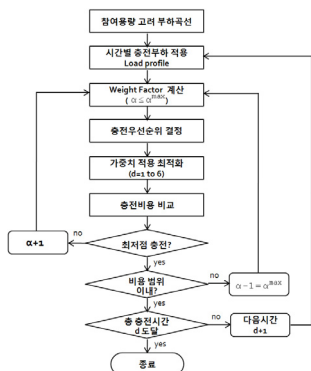 참여용량 고려 부하곡선
시간별 충전부하 적용
Load profile
Weight Factor 계산
( α ≤ α^max )
충전우선순위 결정
가중치 적용 최적화
(d=1 to 6)
충전비용 비교
최저점 충전?
no
α+1
yes
비용 범위
이내?
no
α−1 = α^max
yes
총 충전시간
d 도달
no
다음시간
d+1
yes
종료